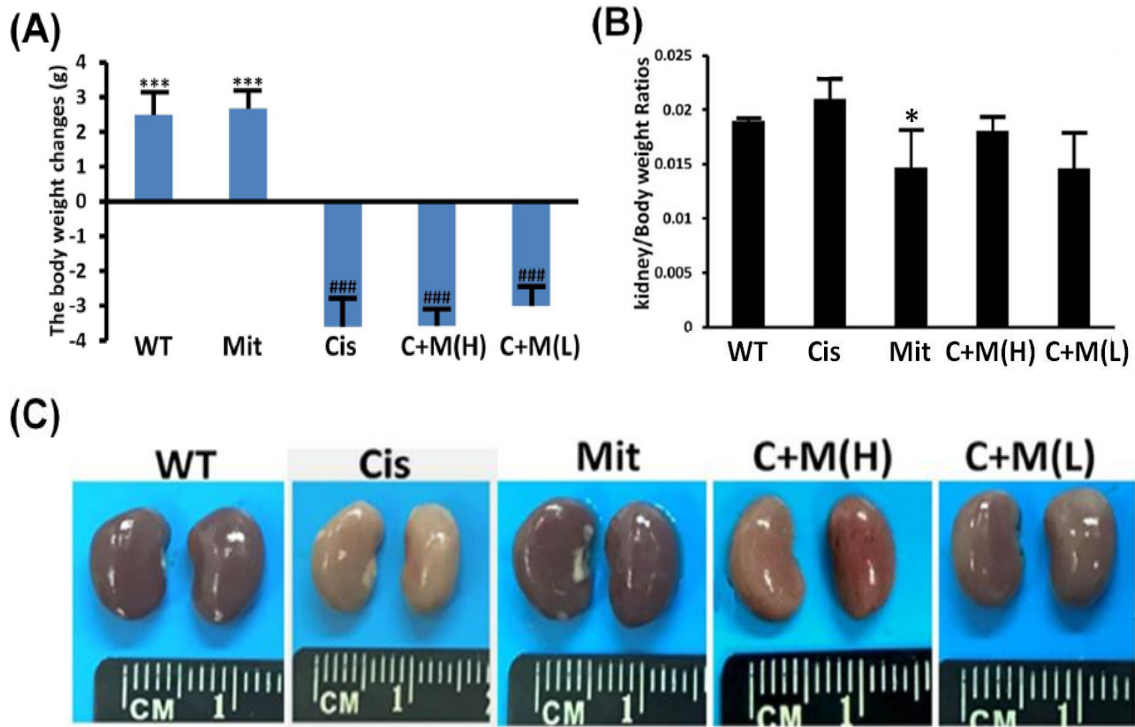 (A)
The body weight changes (g)
4
3
2
1
0
-1
-2
-3
-4
***
***
###
###
###
WT Mit Cis C+M(H) C+M(L)
(B)
kidney/Body weight Ratios
0.025
0.02
0.015
0.01
0.005
0
*
WT Cis Mit C+M(H) C+M(L)
(C)
WT Cis Mit C+M(H) C+M(L)
CM 1
CM 1
CM 1
CM 1
CM 1